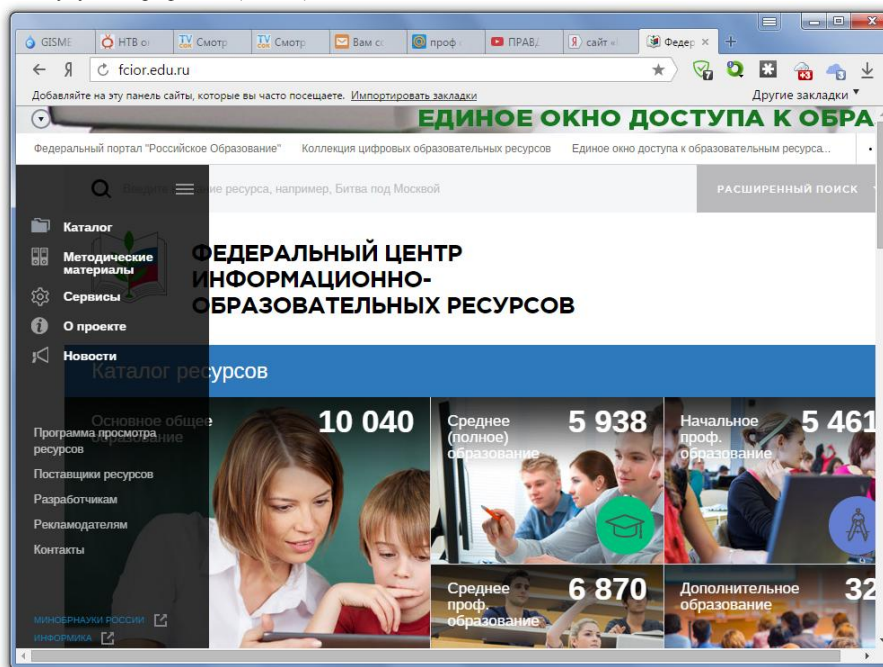 GISME
НТВ о
Смотр
Смотр
Вам с
проф
ПРАВ
сайт
Федер
fcior.edu.ru
Добавляйте на эту панель сайты, которые вы часто посещаете. Импортировать закладки
Другие закладки
ЕДИНОЕ ОКНО ДОСТУПА К ОБРА
Федеральный портал "Российское Образование"
Коллекция цифровых образовательных ресурсов
Единое окно доступа к образовательным ресурса...
ние ресурса, например, Битва под Москвой
РАСШИРЕННЫЙ ПОИСК
Каталог
Методические
материалы
Сервисы
О проекте
Новости
ФЕДЕРАЛЬНЫЙ ЦЕНТР
ИНФОРМАЦИОННО-
ОБРАЗОВАТЕЛЬНЫХ РЕСУРСОВ
Каталог ресурсов
Основное общее
образование
10 040
Среднее
(полное)
образование
5 938
Начальное
проф.
образование
5 461
Программа просмотра
ресурсов
Поставщики ресурсов
Разработчикам
Рекламодателям
Контакты
Среднее
проф.
образование
6 870
Дополнительное
образование
32
МИНОБРНАУКИ РОССИИ
ИНФОРМИКА